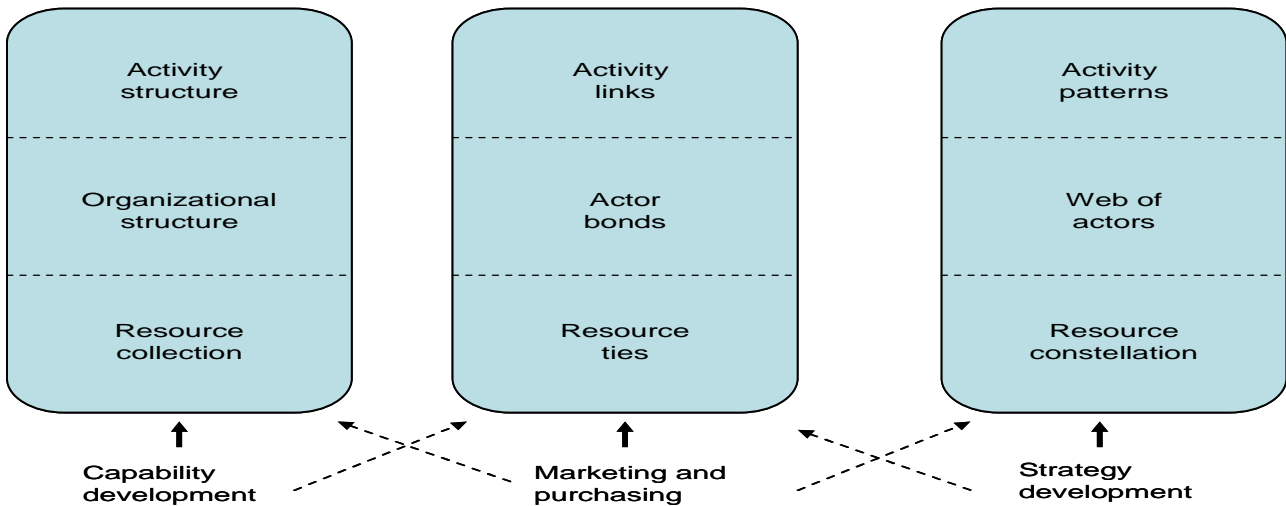 Activity
structure
Activity
links
Activity
patterns
Organizational
structure
Actor
bonds
Web of
actors
Resource
collection
Resource
ties
Resource
constellation
Capability
development
Marketing and
purchasing
Strategy
development